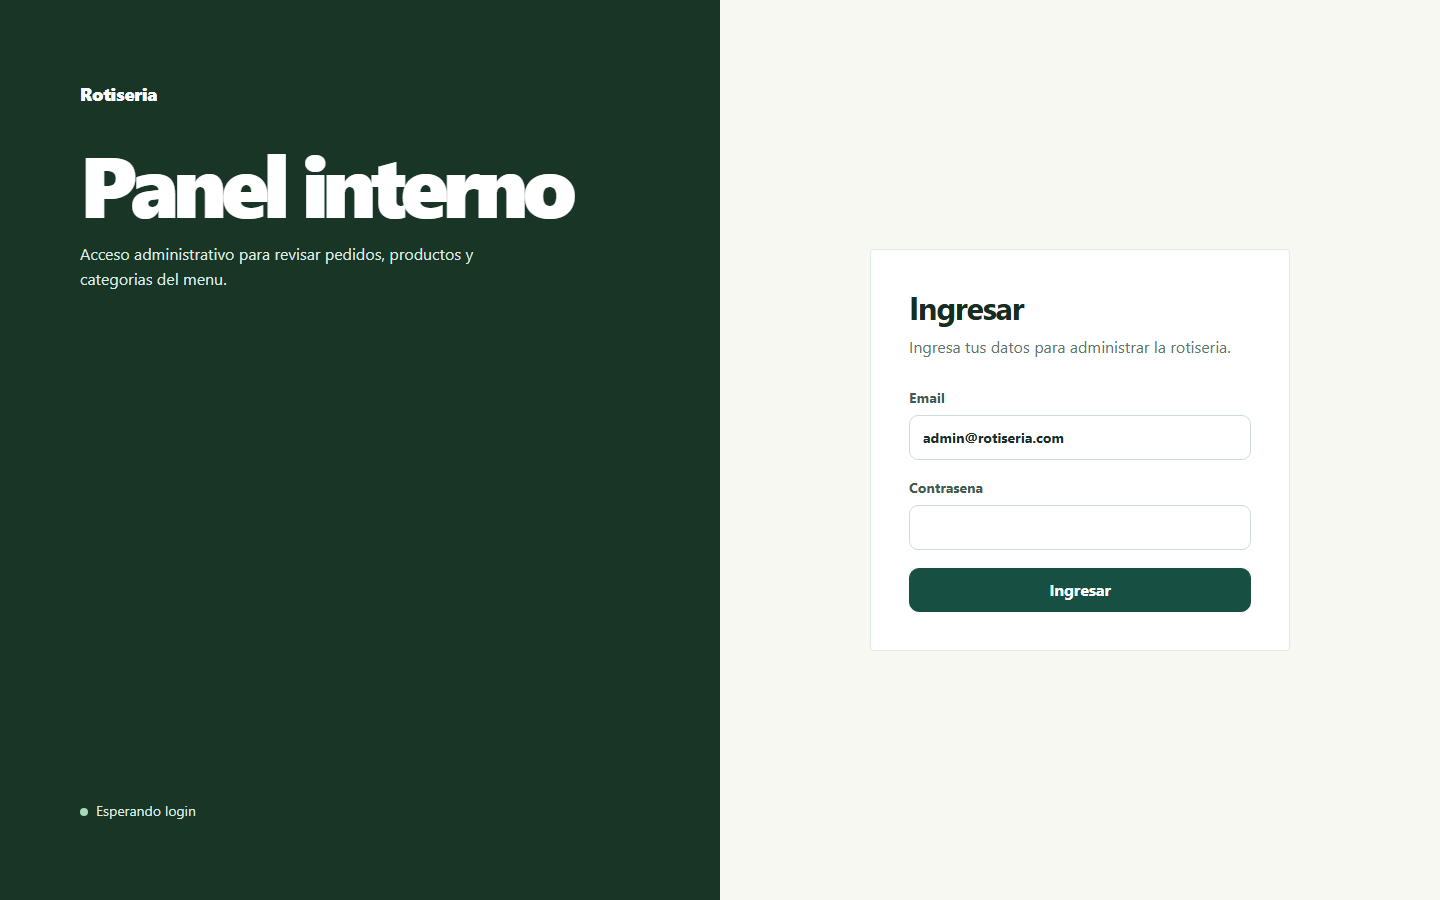 Rotiseria
Panel interno
Acceso administrativo para revisar pedidos, productos y
categorias del menu.
Esperando login
Ingresar
Ingresa tus datos para administrar la rotiseria.
Email
admin@rotiseria.com
Contrasena
Ingresar